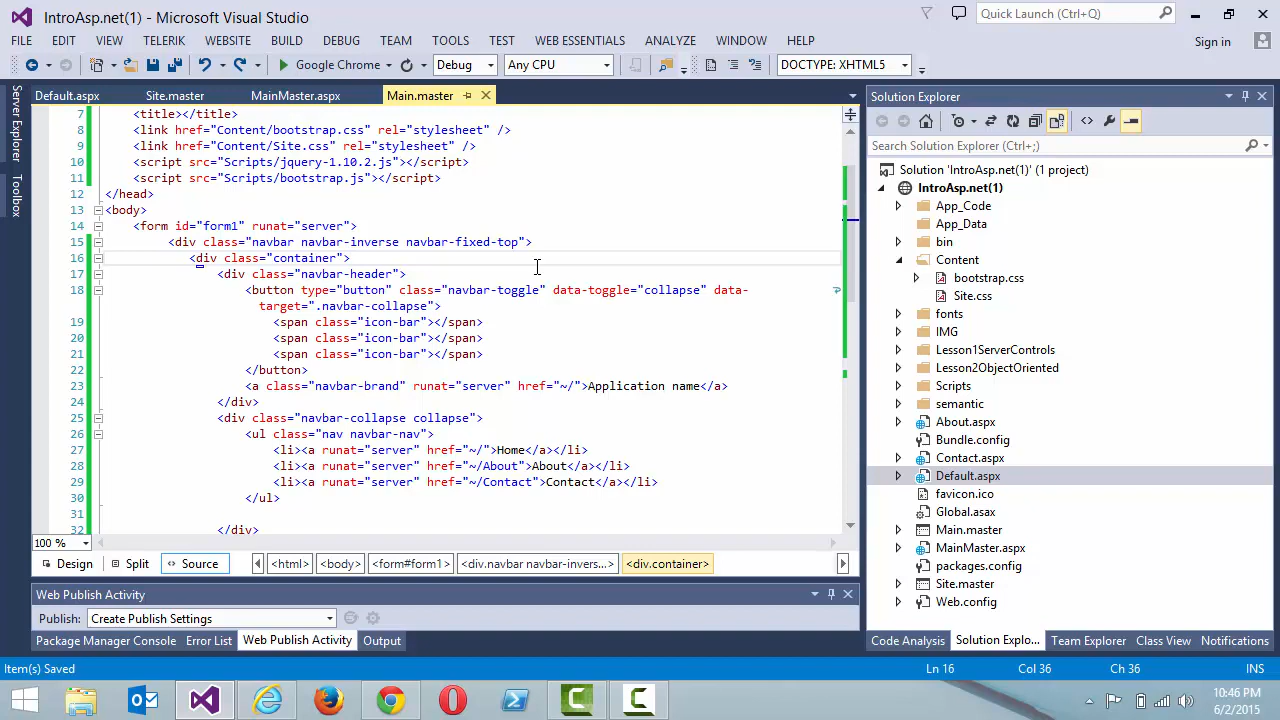 IntroAsp.net(1) - Microsoft Visual Studio
Quick Launch (Ctrl+Q)
FILE EDIT VIEW TELERIK WEBSITE BUILD DEBUG TEAM TOOLS TEST WEB ESSENTIALS ANALYZE WINDOW HELP
Sign in
Google Chrome Debug Any CPU DOCTYPE: XHTML5
Server Explorer
Toolbox
Default.aspx Site.master MainMaster.aspx Main.master
7 <title></title>
8 <link href="Content/bootstrap.css" rel="stylesheet" />
9 <link href="Content/Site.css" rel="stylesheet" />
10 <script src="Scripts/jquery-1.10.2.js"></script>
11 <script src="Scripts/bootstrap.js"></script>
12 </head>
13 <body>
14 <form id="form1" runat="server">
15 <div class="navbar navbar-inverse navbar-fixed-top">
16 <div class="container">
17 <div class="navbar-header">
18 <button type="button" class="navbar-toggle" data-toggle="collapse" data-
target=".navbar-collapse">
19 <span class="icon-bar"></span>
20 <span class="icon-bar"></span>
21 <span class="icon-bar"></span>
22 </button>
23 <a class="navbar-brand" runat="server" href="~/">Application name</a>
24 </div>
25 <div class="navbar-collapse collapse">
26 <ul class="nav navbar-nav">
27 <li><a runat="server" href="~/">Home</a></li>
28 <li><a runat="server" href="~/About">About</a></li>
29 <li><a runat="server" href="~/Contact">Contact</a></li>
30 </ul>
31
32 </div>
100 %
Design Split Source <html> <body> <form#form1> <div.navbar navbar-invers...> <div.container>
Web Publish Activity
Publish: Create Publish Settings
Package Manager Console Error List Web Publish Activity Output
Solution Explorer
Search Solution Explorer (Ctrl+;)
Solution 'IntroAsp.net(1)' (1 project)
IntroAsp.net(1)
App_Code
App_Data
bin
Content
bootstrap.css
Site.css
fonts
IMG
Lesson1ServerControls
Lesson2ObjectOriented
Scripts
semantic
About.aspx
Bundle.config
Contact.aspx
Default.aspx
favicon.ico
Global.asax
Main.master
MainMaster.aspx
packages.config
Site.master
Web.config
Code Analysis Solution Explo... Team Explorer Class View Notifications
Item(s) Saved Ln 16 Col 36 Ch 36 INS
10:46 PM
6/2/2015